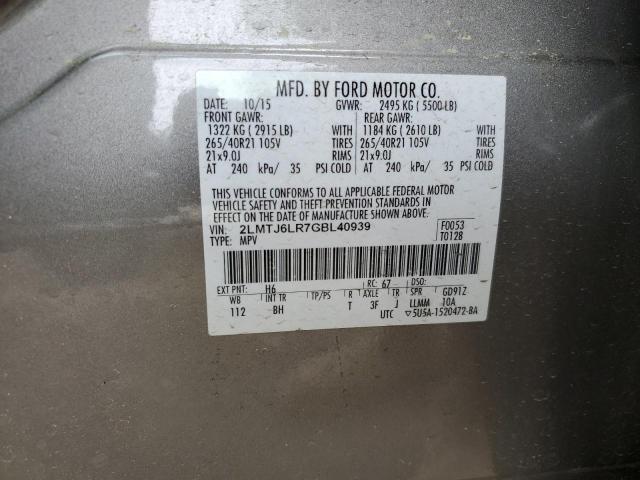 MFD. BY FORD MOTOR CO.
DATE: 10/15 GVWR: 2495 KG ( 5500 LB)
FRONT GAWR: REAR GAWR:
1322 KG ( 2915 LB) WITH 1184 KG ( 2610 LB) WITH
265/40R21 105V TIRES 265/40R21 105V TIRES
21x9.0J RIMS 21x9.0J RIMS
AT 240 kPa/ 35 PSI COLD AT 240 kPa/ 35 PSI COLD
THIS VEHICLE CONFORMS TO ALL APPLICABLE FEDERAL MOTOR
VEHICLE SAFETY AND THEFT PREVENTION STANDARDS IN
EFFECT ON THE DATE OF MANUFACTURE SHOWN ABOVE.
VIN: 2LMTJ6LR7GBL40939 F0053
TYPE: MPV T0128
EXT PNT: H6 RC: 67 DSO:
WB INT TR TP/PS R AXLE TR SPR GD91Z
112 BH T 3F J LLMM 10A
UTC ▽5U5A-1520472-BA